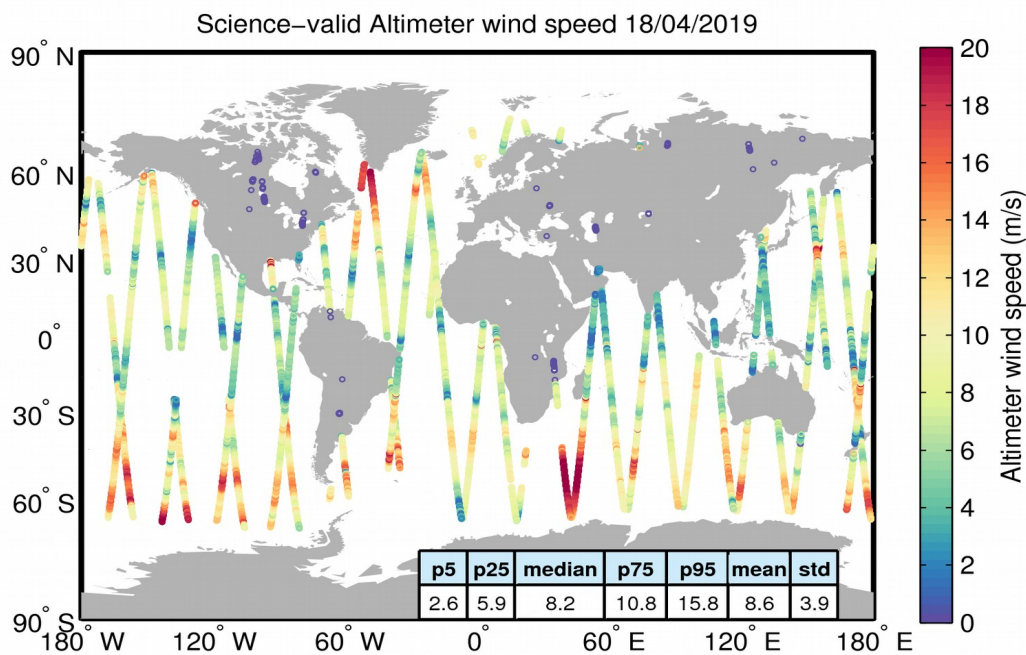 Science−valid Altimeter wind speed 18/04/2019
90° N
60° N
30° N
0°
30° S
60° S
90° S
180° W
120° W
60° W
0°
60° E
120° E
180° E
p5 p25 median p75 p95 mean std
2.6 5.9 8.2 10.8 15.8 8.6 3.9
20
18
16
14
12
10
8
6
4
2
0
Altimeter wind speed (m/s)